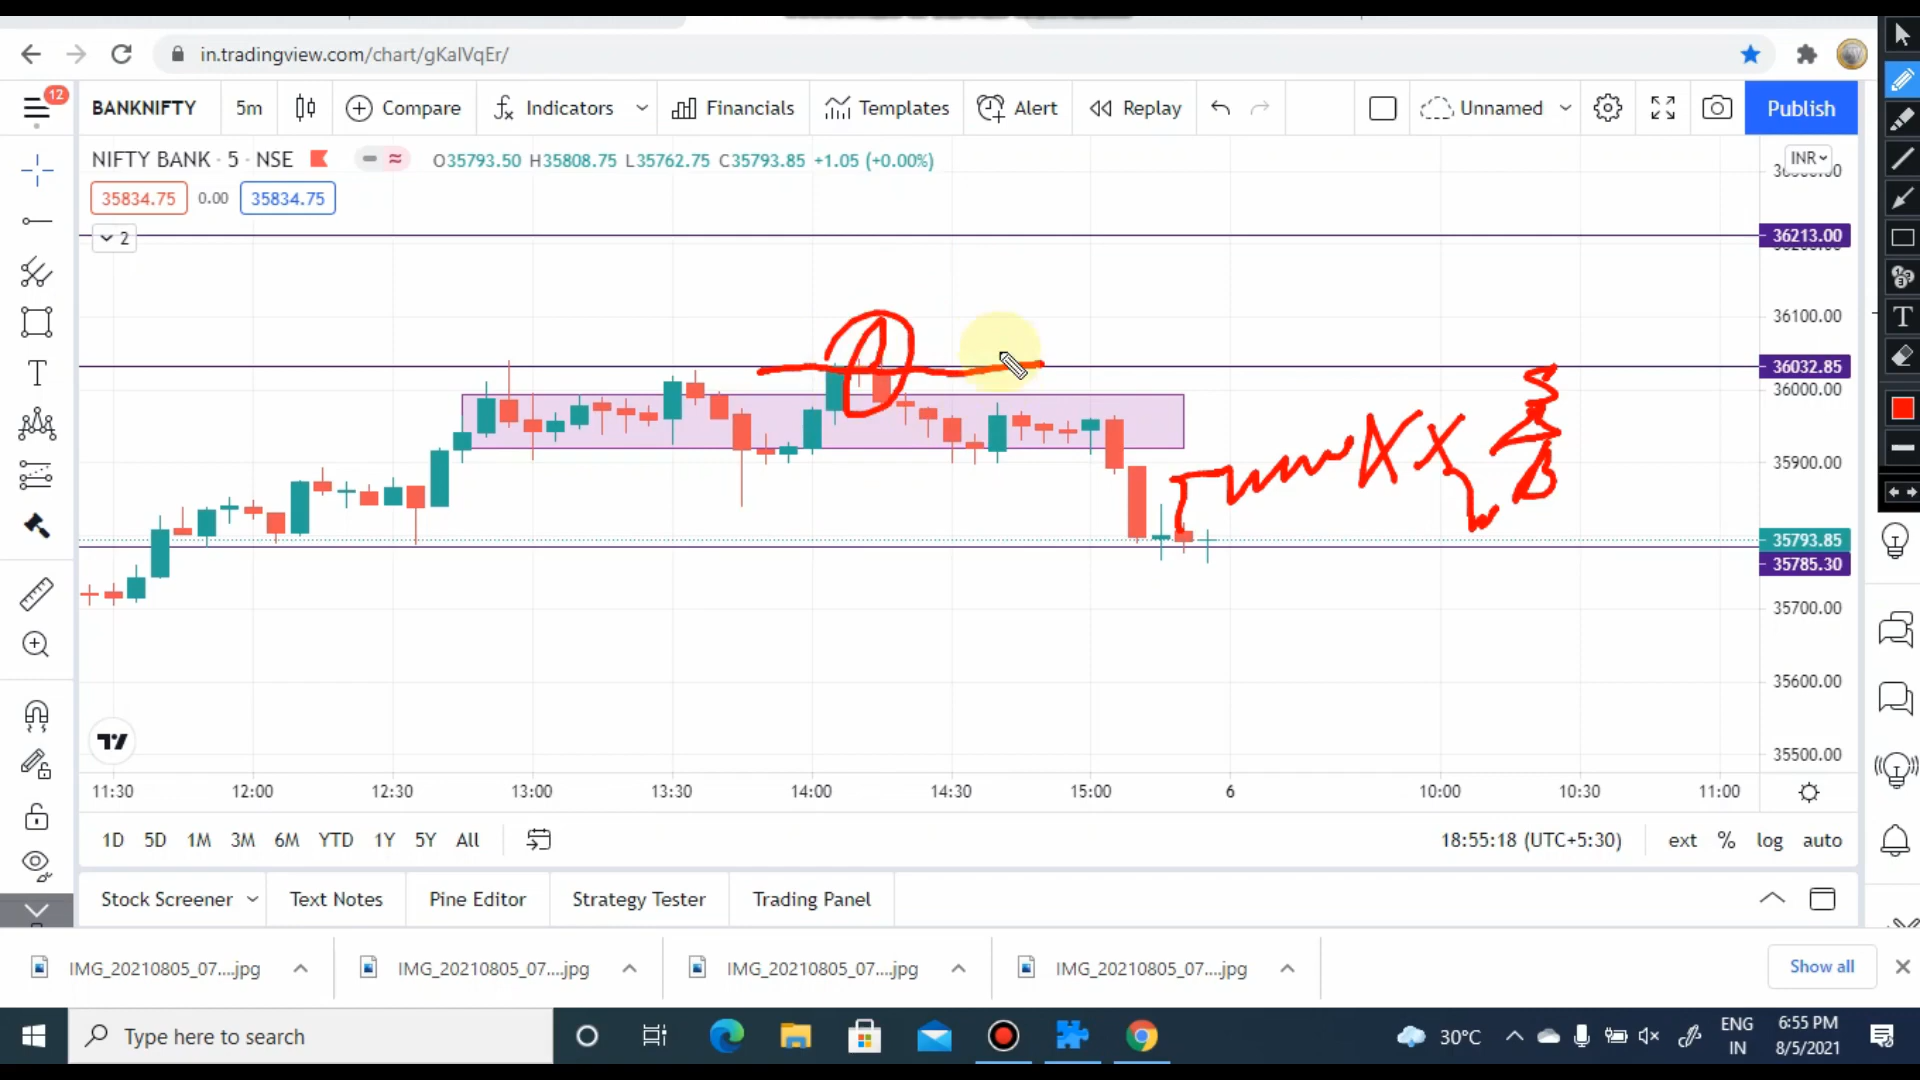 in.tradingview.com/chart/gKalVqEr/
12
BANKNIFTY 5m Compare Indicators Financials Templates Alert Replay Unnamed Publish
NIFTY BANK · 5 · NSE O35793.50 H35808.75 L35762.75 C35793.85 +1.05 (+0.00%)
INR
35834.75 0.00 35834.75
2
36213.00
36100.00
36032.85
36000.00
35900.00
35793.85
35785.30
35700.00
35600.00
35500.00
11:30 12:00 12:30 13:00 13:30 14:00 14:30 15:00 6 10:00 10:30 11:00
1D 5D 1M 3M 6M YTD 1Y 5Y All 18:55:18 (UTC+5:30) ext % log auto
Stock Screener Text Notes Pine Editor Strategy Tester Trading Panel
IMG_20210805_07....jpg IMG_20210805_07....jpg IMG_20210805_07....jpg IMG_20210805_07....jpg Show all
Type here to search 30°C ENG 6:55 PM
IN 8/5/2021